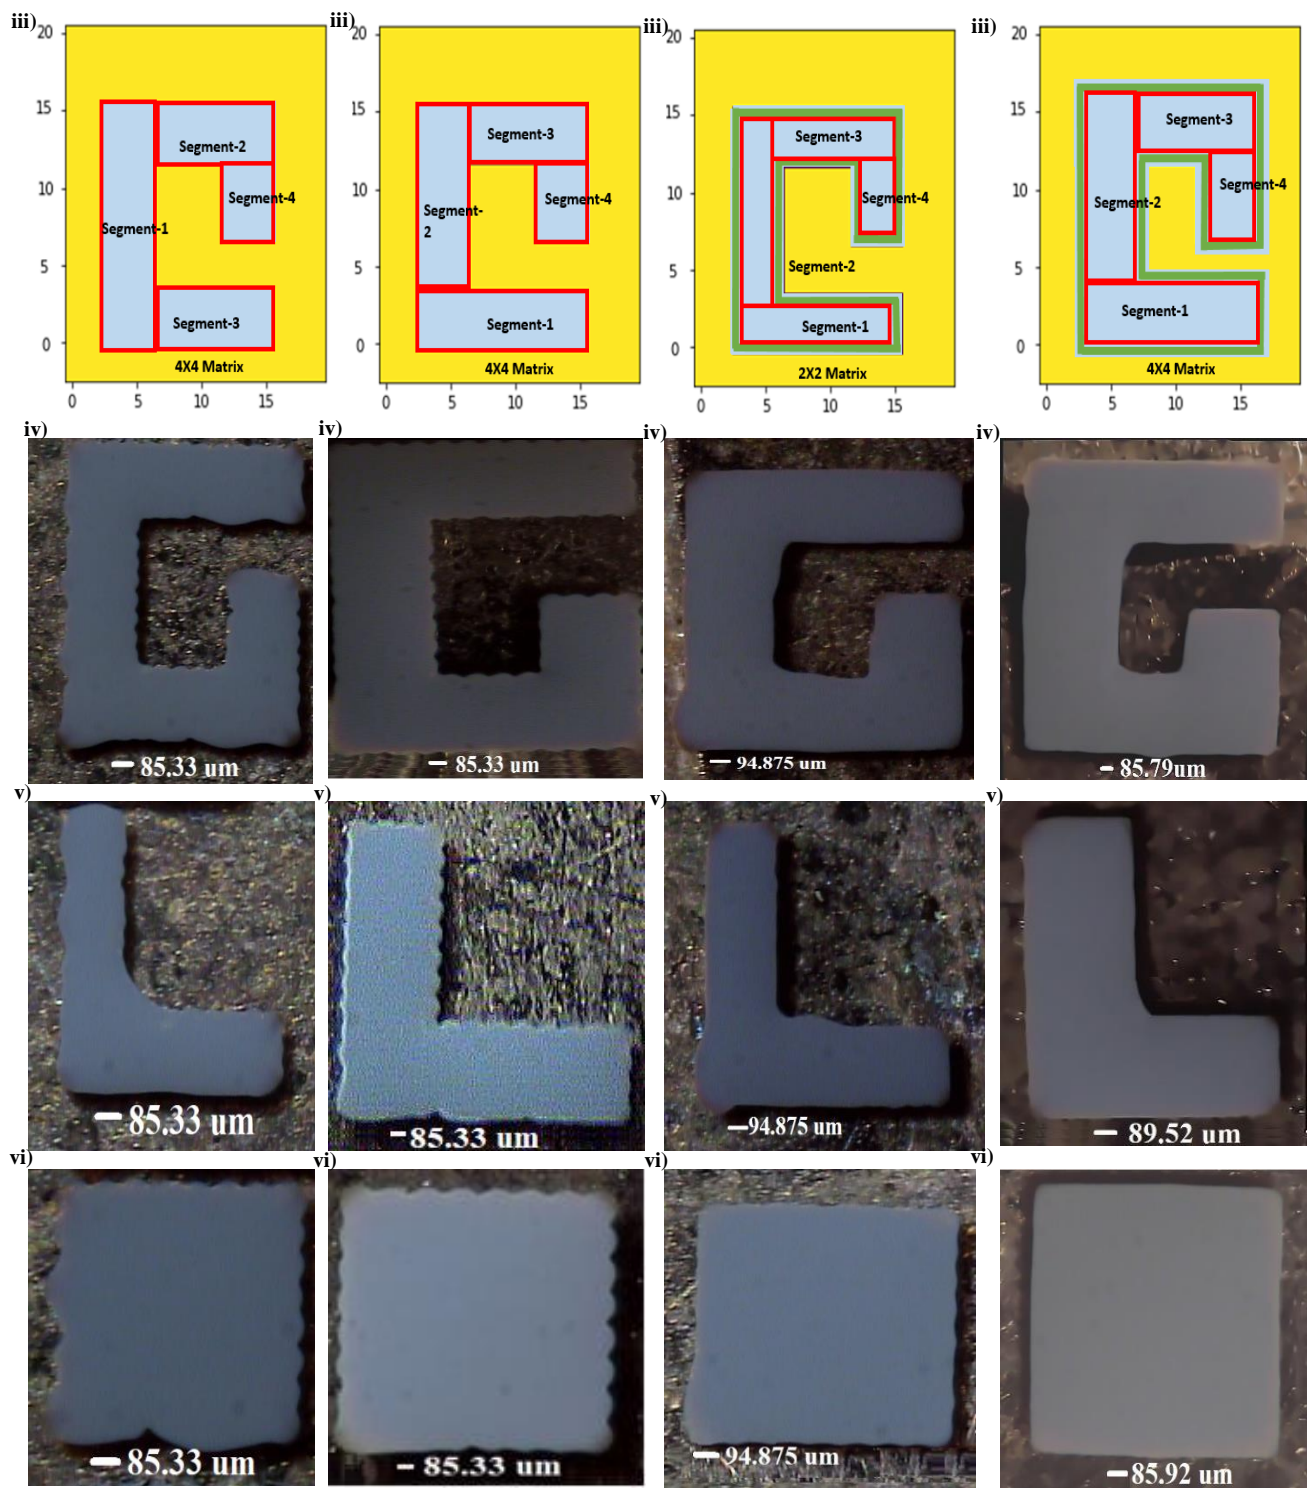 iii) iii) iii) iii)
20 20 20 20
15 15 15 15
10 10 10 10
5 5 5 5
0 0 0 0
Segment-2
Segment-4
Segment-1
Segment-3
4X4 Matrix
0 5 10 15
Segment-3
Segment-4
Segment-
2
Segment-1
4X4 Matrix
0 5 10 15
Segment-3
Segment-4
Segment-2
Segment-1
2X2 Matrix
0 5 10 15
Segment-3
Segment-4
Segment-2
Segment-1
4X4 Matrix
0 5 10 15
iv) iv) iv) iv)
85.33 um 85.33 um 94.875 um 85.79um
v) v) v) v)
85.33 um 85.33 um 94.875 um 89.52 um
vi) vi) vi) vi)
85.33 um 85.33 um 94.875 um 85.92 um